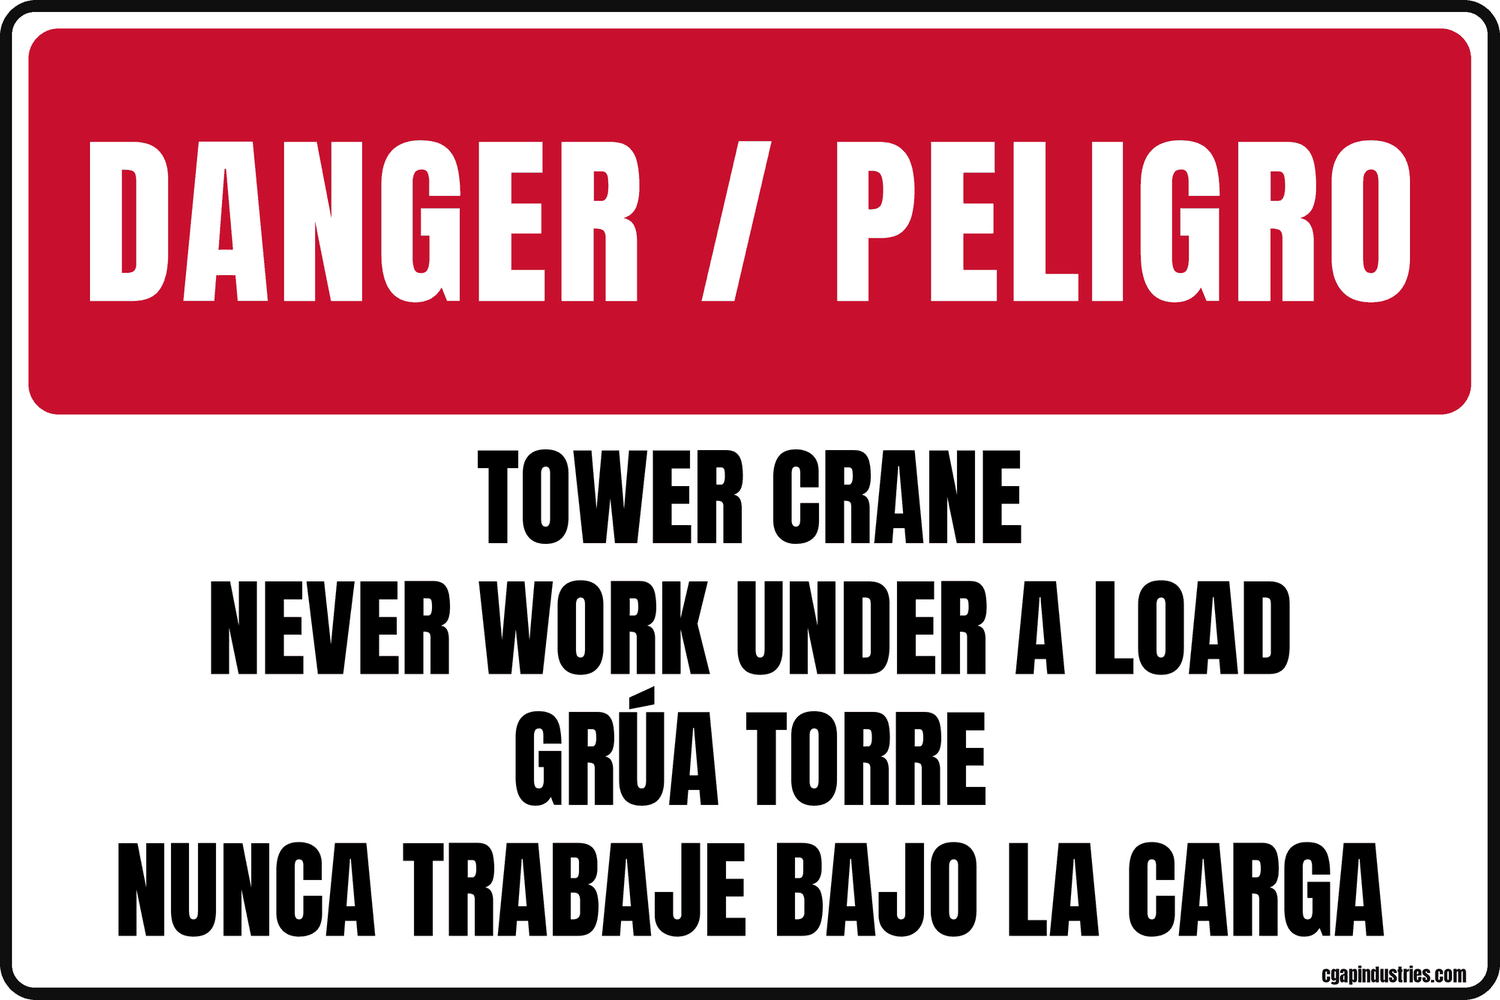 DANGER / PELIGRO
TOWER CRANE
NEVER WORK UNDER A LOAD
GRÚA TORRE
NUNCA TRABAJE BAJO LA CARGA
cgapindustries.com